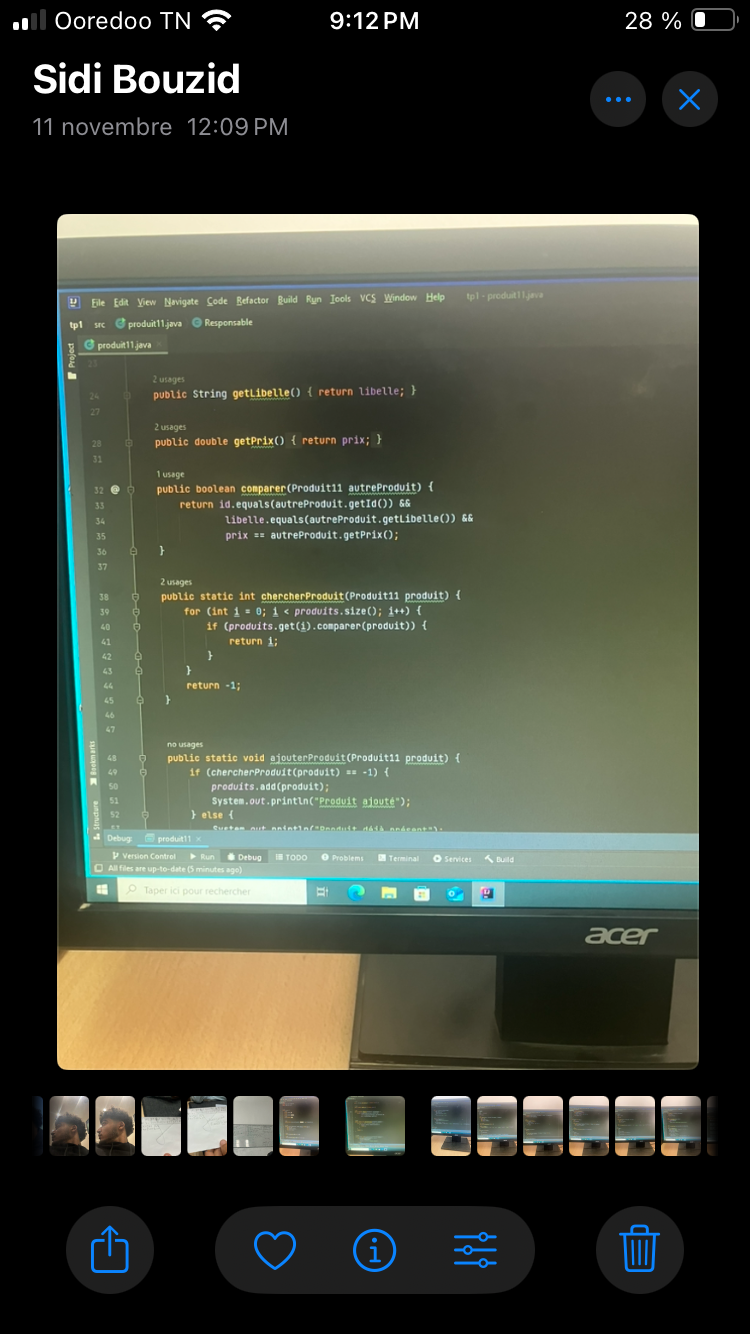 Ooredoo TN
9:12 PM
28 %
Sidi Bouzid
11 novembre 12:09 PM
File Edit View Navigate Code Refactor Build Run Tools VCS Window Help tp1 - produit11.java
tp1 src produit11.java Responsable
Project
produit11.java
2 usages
24 public String getLibelle() { return libelle; }
27
2 usages
28 public double getPrix() { return prix; }
31
1 usage
32 @ public boolean comparer(Produit11 autreProduit) {
33 return id.equals(autreProduit.getId()) &&
34 libelle.equals(autreProduit.getLibelle()) &&
35 prix == autreProduit.getPrix();
36 }
37
2 usages
38 public static int chercherProduit(Produit11 produit) {
39 for (int i = 0; i < produits.size(); i++) {
40 if (produits.get(i).comparer(produit)) {
41 return i;
42 }
43 }
44 return -1;
45 }
46
47
no usages
48 public static void ajouterProduit(Produit11 produit) {
49 if (chercherProduit(produit) == -1) {
50 produits.add(produit);
51 System.out.println("Produit ajouté");
52 } else {
System.out.println("Produit déjà présent");
Bookmarks
Structure
Debug: produit11
Version Control Run Debug TODO Problems Terminal Services Build
All files are up-to-date (5 minutes ago)
Taper ici pour rechercher
acer